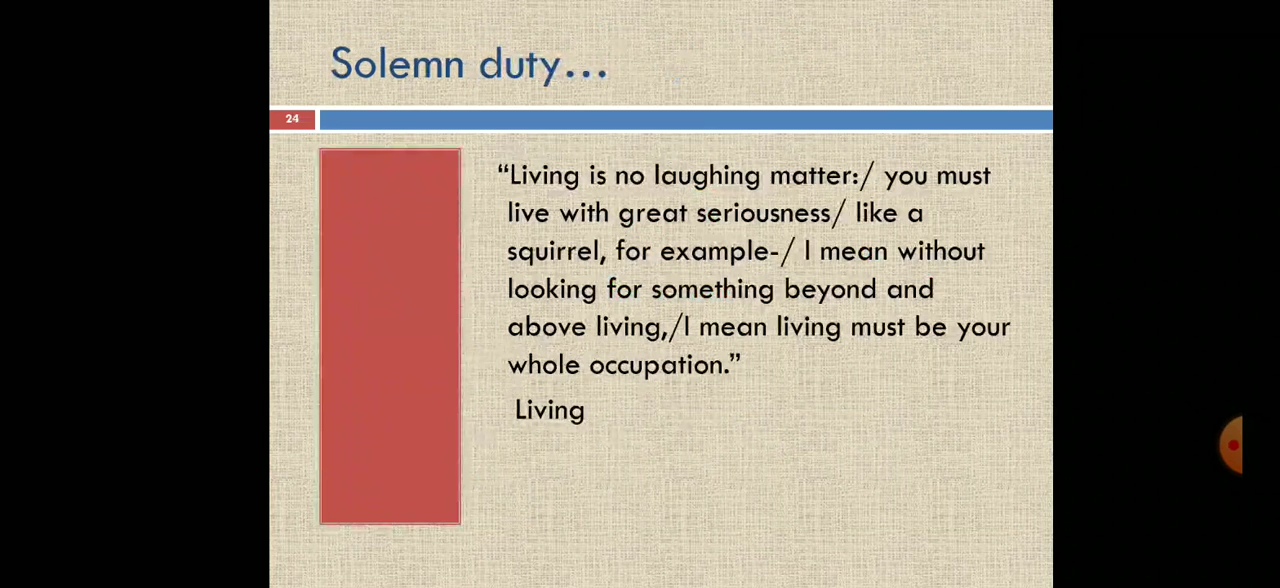 Solemn duty...
24
“Living is no laughing matter:/ you must
live with great seriousness/ like a
squirrel, for example-/ I mean without
looking for something beyond and
above living,/I mean living must be your
whole occupation.”
Living